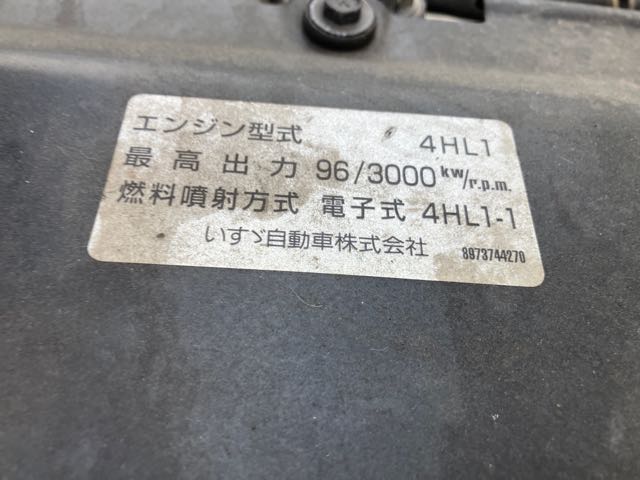 エンジン型式 4HL1
最高出力 96/3000 kw/r.p.m.
燃料噴射方式 電子式 4HL1-1
いすゞ自動車株式会社 8973744270